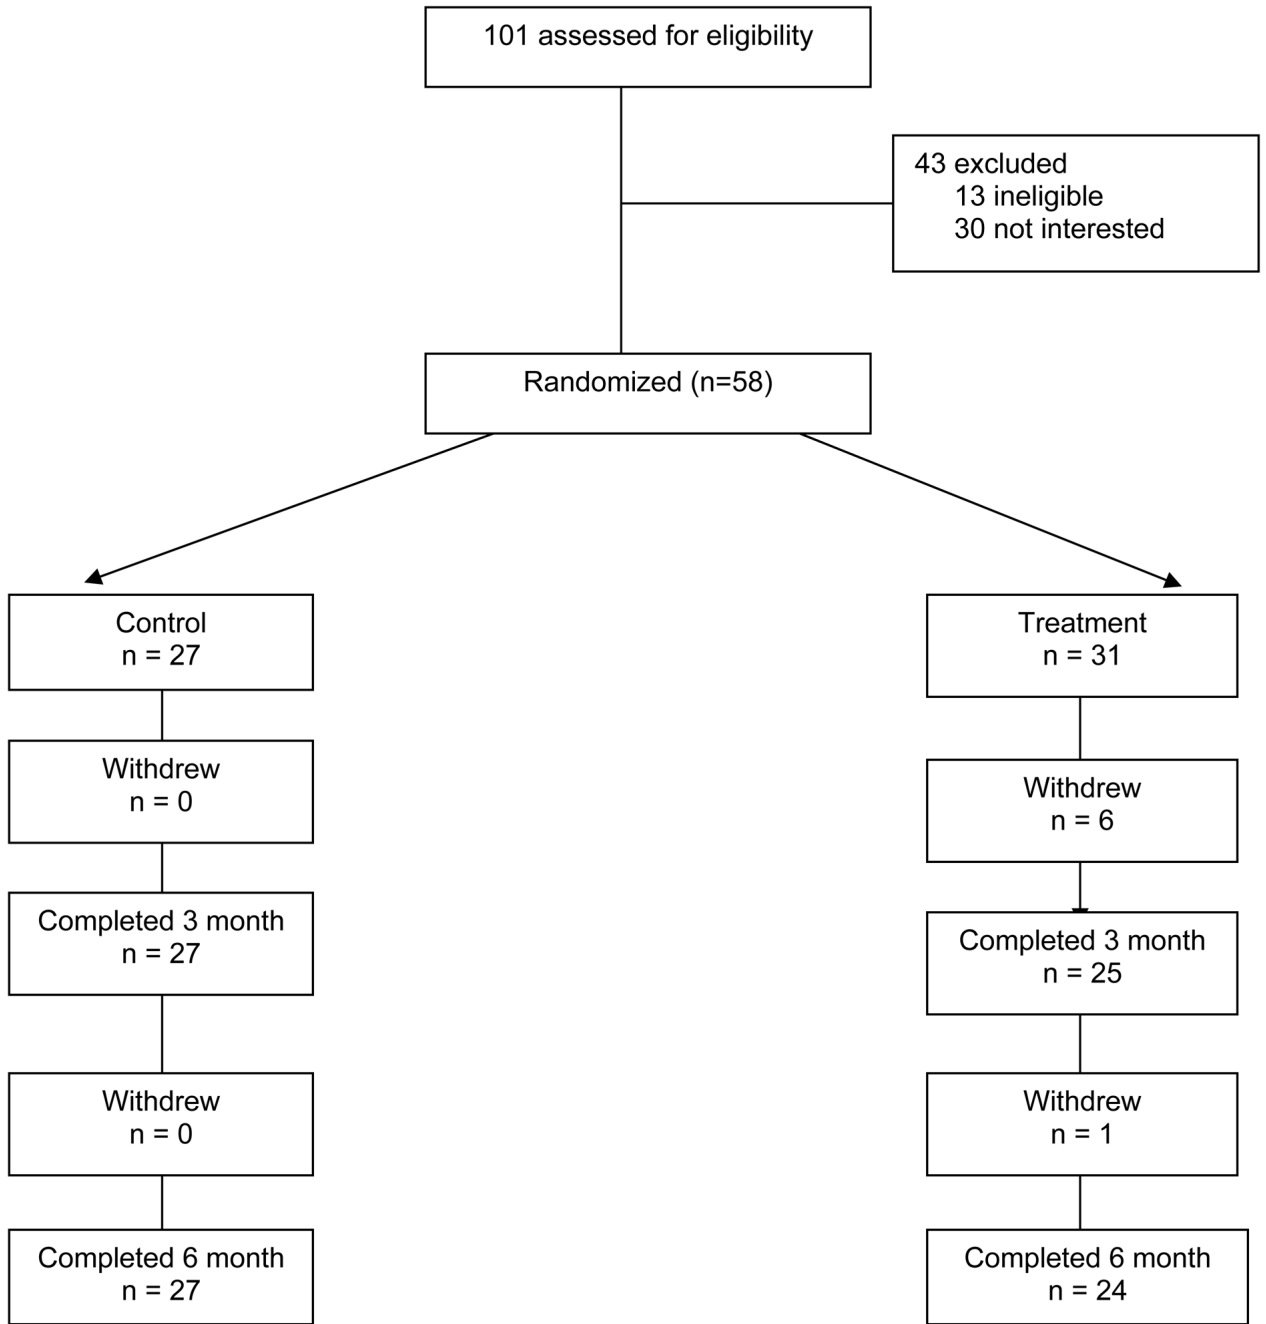 101 assessed for eligibility
43 excluded
13 ineligible
30 not interested
Randomized (n=58)
Control
n = 27
Withdrew
n = 0
Completed 3 month
n = 27
Withdrew
n = 0
Completed 6 month
n = 27
Treatment
n = 31
Withdrew
n = 6
Completed 3 month
n = 25
Withdrew
n = 1
Completed 6 month
n = 24